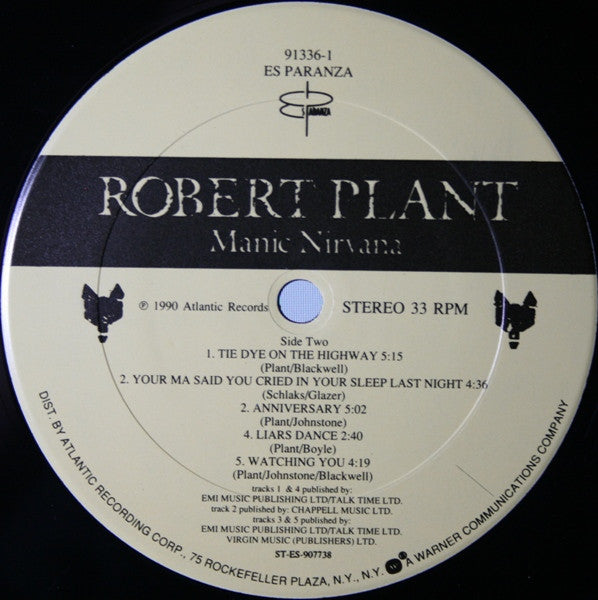 91336-1
ES PARANZA
ES PARANZA
ROBERT PLANT
Manic Nirvana
℗ 1990 Atlantic Records
STEREO 33 RPM
Side Two
1. TIE DYE ON THE HIGHWAY 5:15
(Plant/Blackwell)
2. YOUR MA SAID YOU CRIED IN YOUR SLEEP LAST NIGHT 4:36
(Schlaks/Glazer)
2. ANNIVERSARY 5:02
(Plant/Johnstone)
4. LIARS DANCE 2:40
(Plant/Boyle)
5. WATCHING YOU 4:19
(Plant/Johnstone/Blackwell)
tracks 1 & 4 published by:
EMI MUSIC PUBLISHING LTD/TALK TIME LTD.
track 2 published by: CHAPPELL MUSIC LTD.
tracks 3 & 5 published by:
EMI MUSIC PUBLISHING LTD/TALK TIME LTD.
VIRGIN MUSIC (PUBLISHERS) LTD.
ST-ES-907738
DIST. BY ATLANTIC RECORDING CORP., 75 ROCKEFELLER PLAZA, N.Y., N.Y. A WARNER COMMUNICATIONS COMPANY